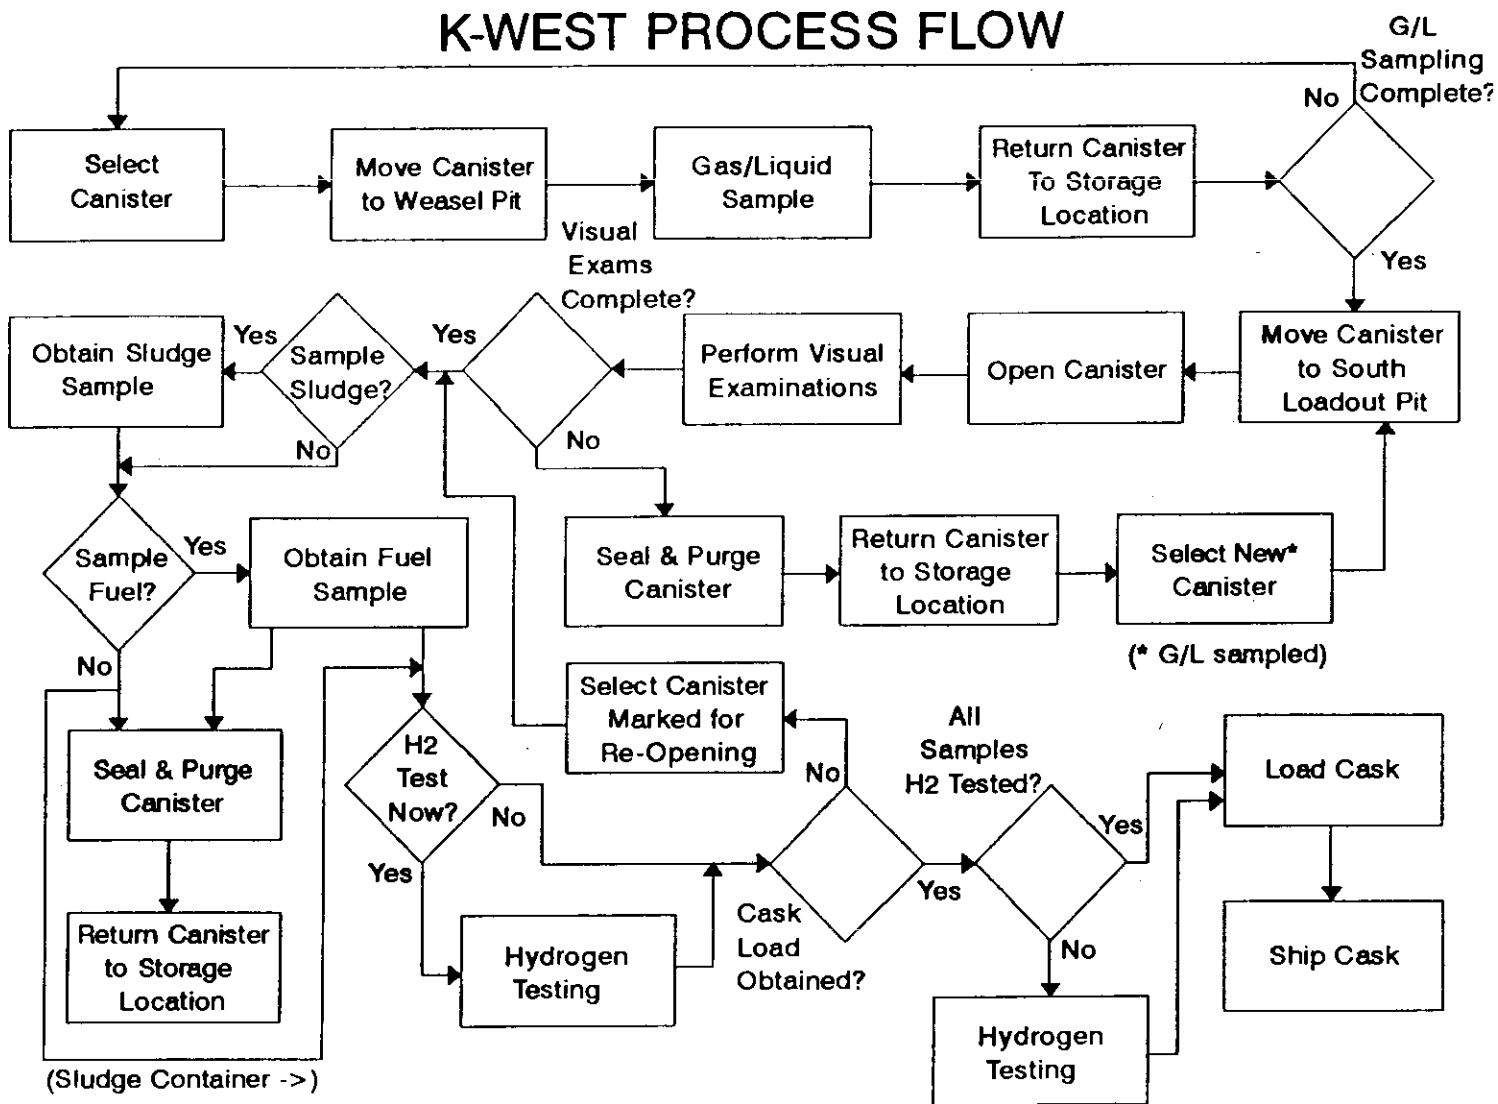 K-WEST PROCESS FLOW
G/L
Sampling
Complete?
No
Select
Canister
Move Canister
to Weasel Pit
Gas/Liquid
Sample
Return Canister
To Storage
Location
Yes
Visual
Exams
Complete?
Obtain Sludge
Sample
Yes
Sample
Sludge?
No
Yes
No
Perform Visual
Examinations
Open Canister
Move Canister
to South
Loadout Pit
Sample
Fuel?
Yes
No
Obtain Fuel
Sample
Seal & Purge
Canister
Return Canister
to Storage
Location
Select New*
Canister
(* G/L sampled)
Seal & Purge
Canister
Return Canister
to Storage
Location
(Sludge Container ->)
H2
Test
Now?
No
Yes
Hydrogen
Testing
Select Canister
Marked for
Re-Opening
No
Cask
Load
Obtained?
Yes
All
Samples
H2 Tested?
Yes
No
Hydrogen
Testing
Load Cask
Ship Cask